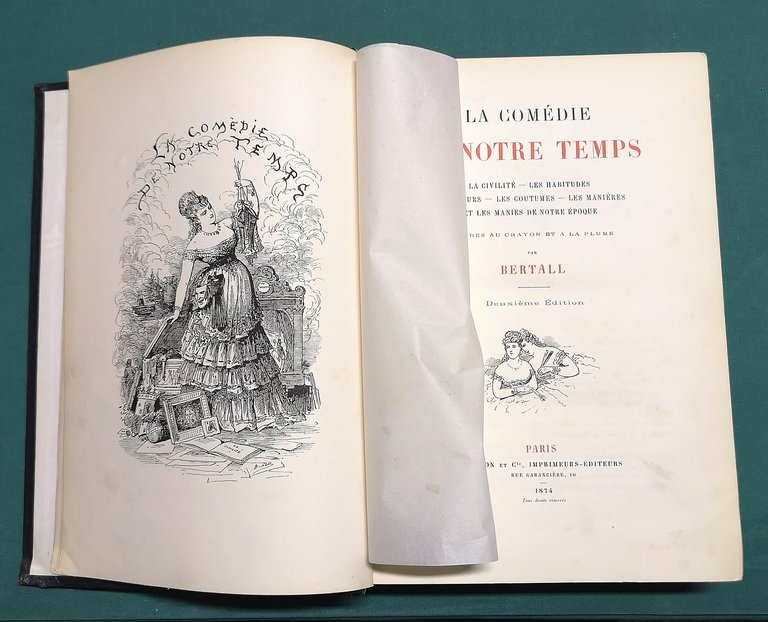 LA COMÈDIE
DE NOTRE TEMPS
LA COMÉDIE
NOTRE TEMPS
LA CIVILITÉ — LES HABITUDES
URS — LES COUTUMES — LES MANIÈRES
ET LES MANIES DE NOTRE ÉPOQUE
DES AU CRAYON ET A LA PLUME
PAR
BERTALL
Deuxième Édition
PARIS
ON ET Cie, IMPRIMEURS-ÉDITEURS
RUE GARANCIÈRE, 10
1874
Tous droits réservés